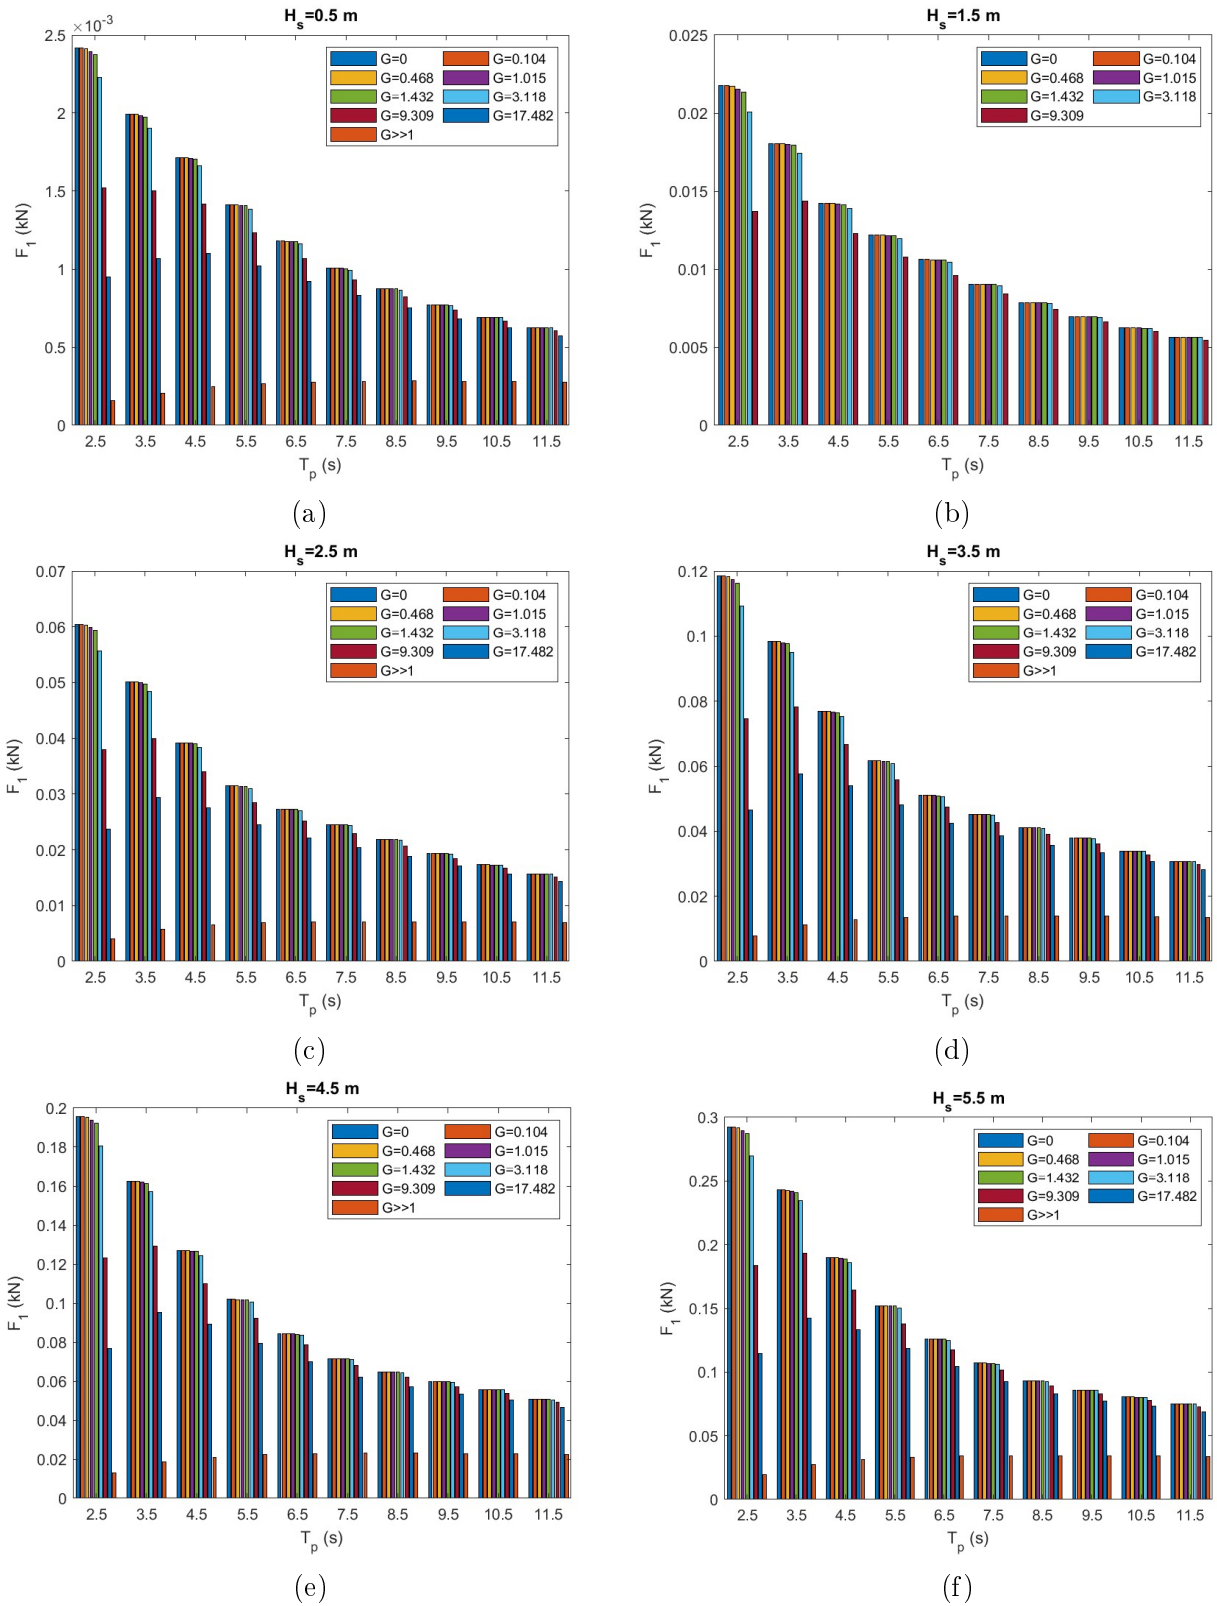 H_s=0.5 m
×10^-3
2.5
2
1.5
1
0.5
0
F_1 (kN)
G=0 G=0.104
G=0.468 G=1.015
G=1.432 G=3.118
G=9.309 G=17.482
G>>1
2.5 3.5 4.5 5.5 6.5 7.5 8.5 9.5 10.5 11.5
T_p (s)
(a)
H_s=1.5 m
0.025
0.02
0.015
0.01
0.005
0
F_1 (kN)
G=0 G=0.104
G=0.468 G=1.015
G=1.432 G=3.118
G=9.309
2.5 3.5 4.5 5.5 6.5 7.5 8.5 9.5 10.5 11.5
T_p (s)
(b)
H_s=2.5 m
0.07
0.06
0.05
0.04
0.03
0.02
0.01
0
F_1 (kN)
G=0 G=0.104
G=0.468 G=1.015
G=1.432 G=3.118
G=9.309 G=17.482
G>>1
2.5 3.5 4.5 5.5 6.5 7.5 8.5 9.5 10.5 11.5
T_p (s)
(c)
H_s=3.5 m
0.12
0.1
0.08
0.06
0.04
0.02
0
F_1 (kN)
G=0 G=0.104
G=0.468 G=1.015
G=1.432 G=3.118
G=9.309 G=17.482
G>>1
2.5 3.5 4.5 5.5 6.5 7.5 8.5 9.5 10.5 11.5
T_p (s)
(d)
H_s=4.5 m
0.2
0.18
0.16
0.14
0.12
0.1
0.08
0.06
0.04
0.02
0
F_1 (kN)
G=0 G=0.104
G=0.468 G=1.015
G=1.432 G=3.118
G=9.309 G=17.482
G>>1
2.5 3.5 4.5 5.5 6.5 7.5 8.5 9.5 10.5 11.5
T_p (s)
(e)
H_s=5.5 m
0.3
0.25
0.2
0.15
0.1
0.05
0
F_1 (kN)
G=0 G=0.104
G=0.468 G=1.015
G=1.432 G=3.118
G=9.309 G=17.482
G>>1
2.5 3.5 4.5 5.5 6.5 7.5 8.5 9.5 10.5 11.5
T_p (s)
(f)